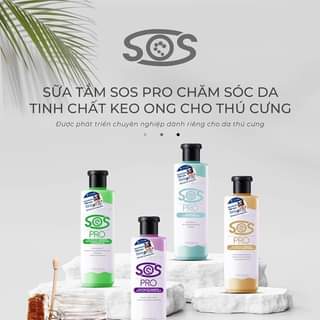 SOS
SỮA TẮM SOS PRO CHĂM SÓC DA
TINH CHẤT KEO ONG CHO THÚ CƯNG
Được phát triển chuyên nghiệp dành riêng cho da thú cưng
SOS
PRO
SOS
PRO
SOS
PRO
SOS
PRO